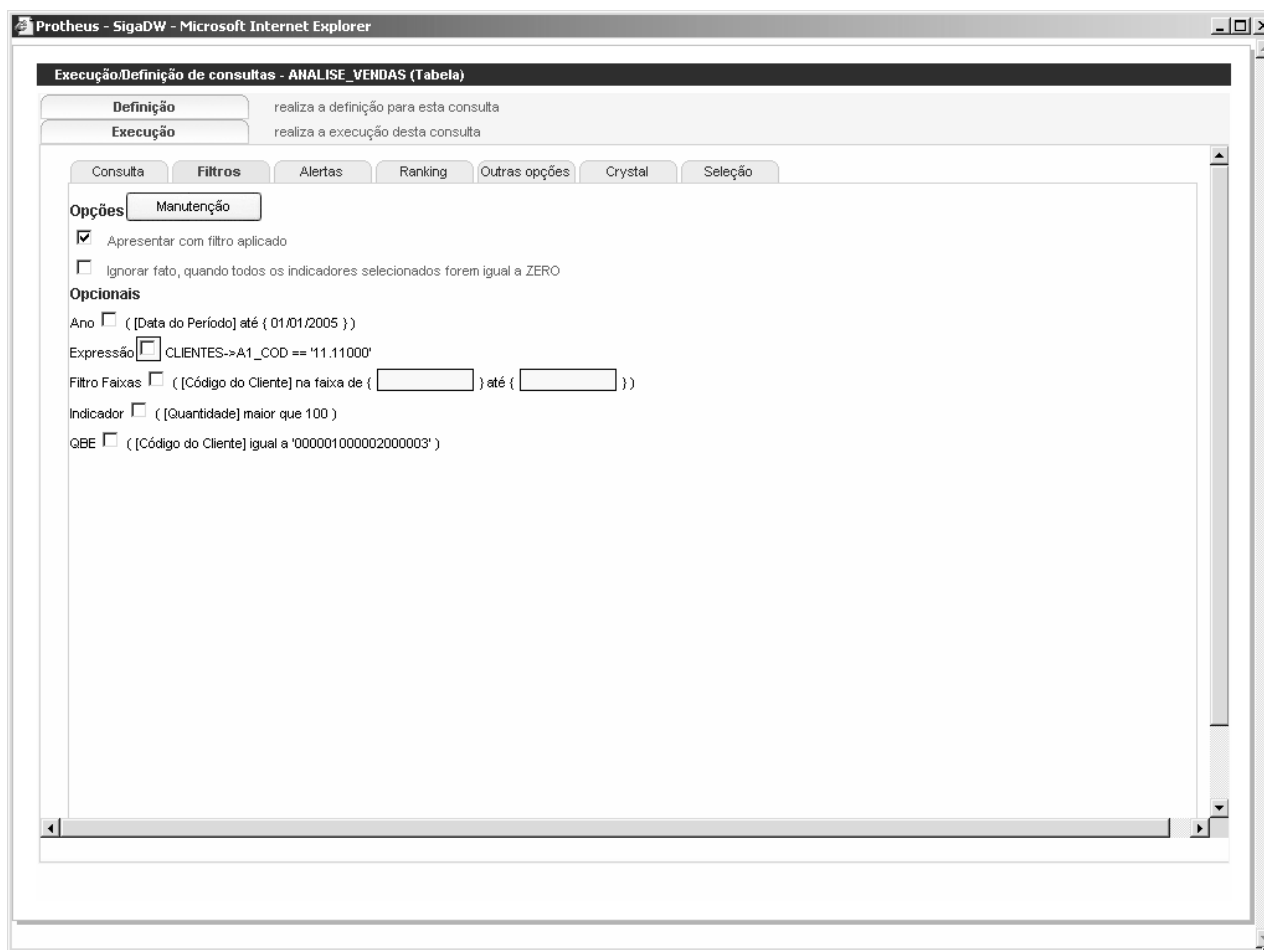 Protheus - SigaDW - Microsoft Internet Explorer
Execução/Definição de consultas - ANALISE_VENDAS (Tabela)
Definição realiza a definição para esta consulta
Execução realiza a execução desta consulta
Consulta Filtros Alertas Ranking Outras opções Crystal Seleção
Opções Manutenção
Apresentar com filtro aplicado
Ignorar fato, quando todos os indicadores selecionados forem igual a ZERO
Opcionais
Ano ( [Data do Período] até { 01/01/2005 } )
Expressão CLIENTES->A1_COD == '11.11000'
Filtro Faixas ( [Código do Cliente] na faixa de { } até { } )
Indicador ( [Quantidade] maior que 100 )
QBE ( [Código do Cliente] igual a '000001000002000003' )